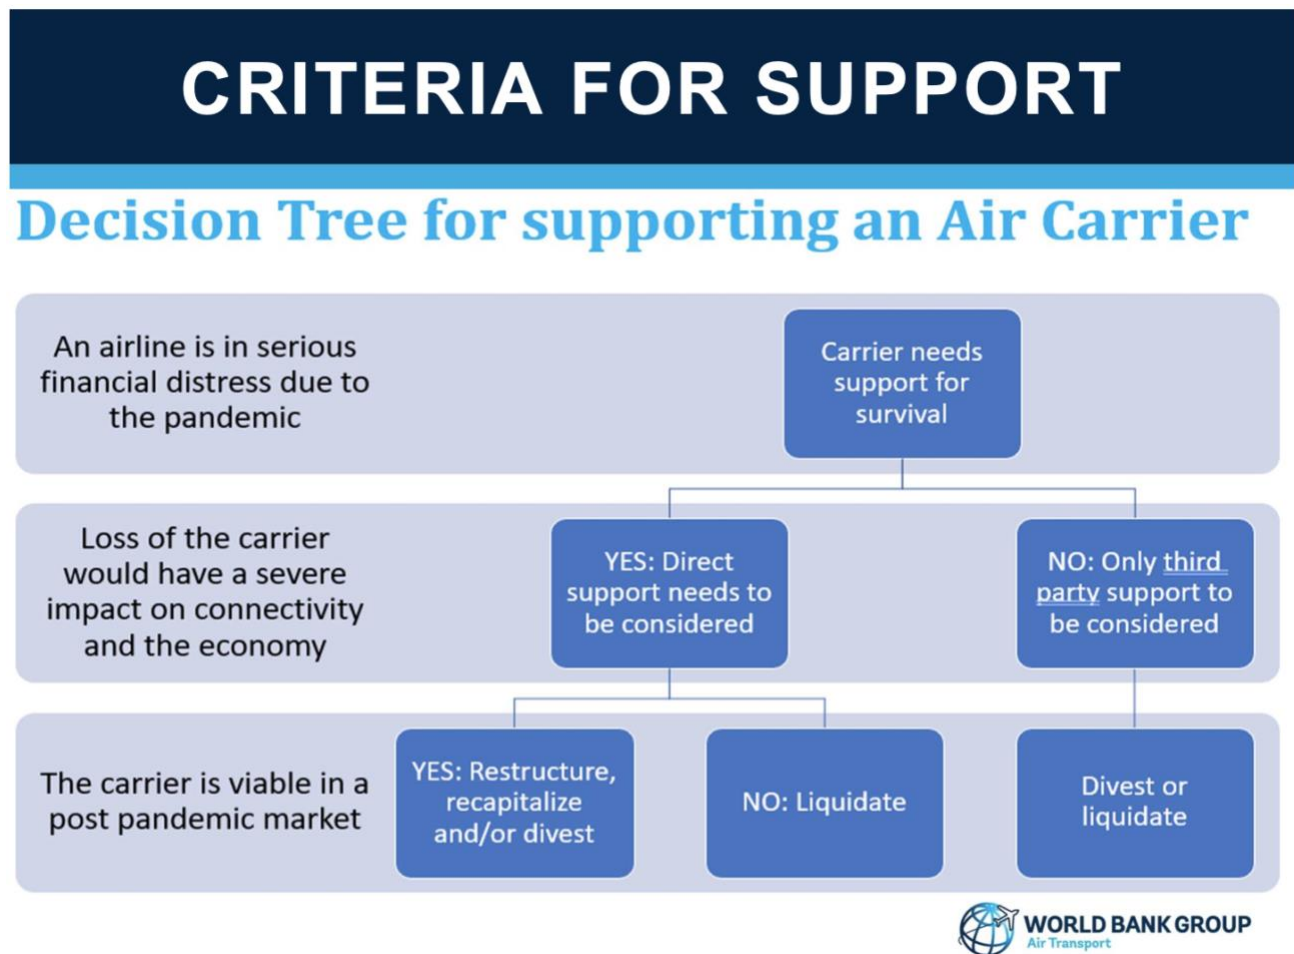 CRITERIA FOR SUPPORT
Decision Tree for supporting an Air Carrier
An airline is in serious
financial distress due to
the pandemic
Carrier needs
support for
survival
Loss of the carrier
would have a severe
impact on connectivity
and the economy
YES: Direct
support needs to
be considered
NO: Only third
party support to
be considered
The carrier is viable in a
post pandemic market
YES: Restructure,
recapitalize
and/or divest
NO: Liquidate
Divest or
liquidate
WORLD BANK GROUP
Air Transport